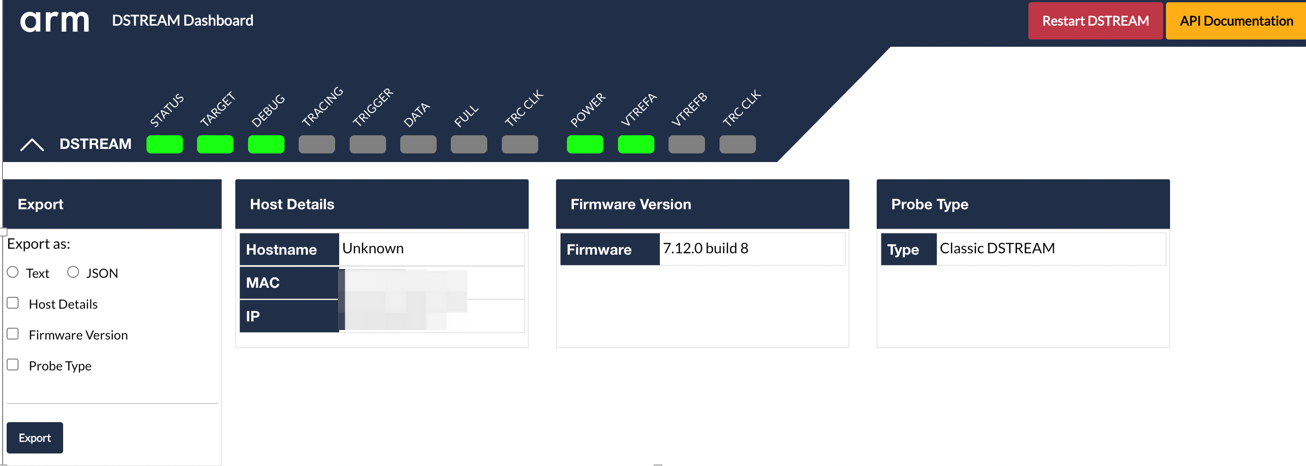 arm DSTREAM Dashboard Restart DSTREAM API Documentation
STATUS TARGET DEBUG TRACING TRIGGER DATA FULL TRC CLK POWER VTREFA VTREFB TRC CLK
DSTREAM
Export
Export as:
Text JSON
Host Details
Firmware Version
Probe Type
Export
Host Details
Hostname Unknown
MAC
IP
Firmware Version
Firmware 7.12.0 build 8
Probe Type
Type Classic DSTREAM